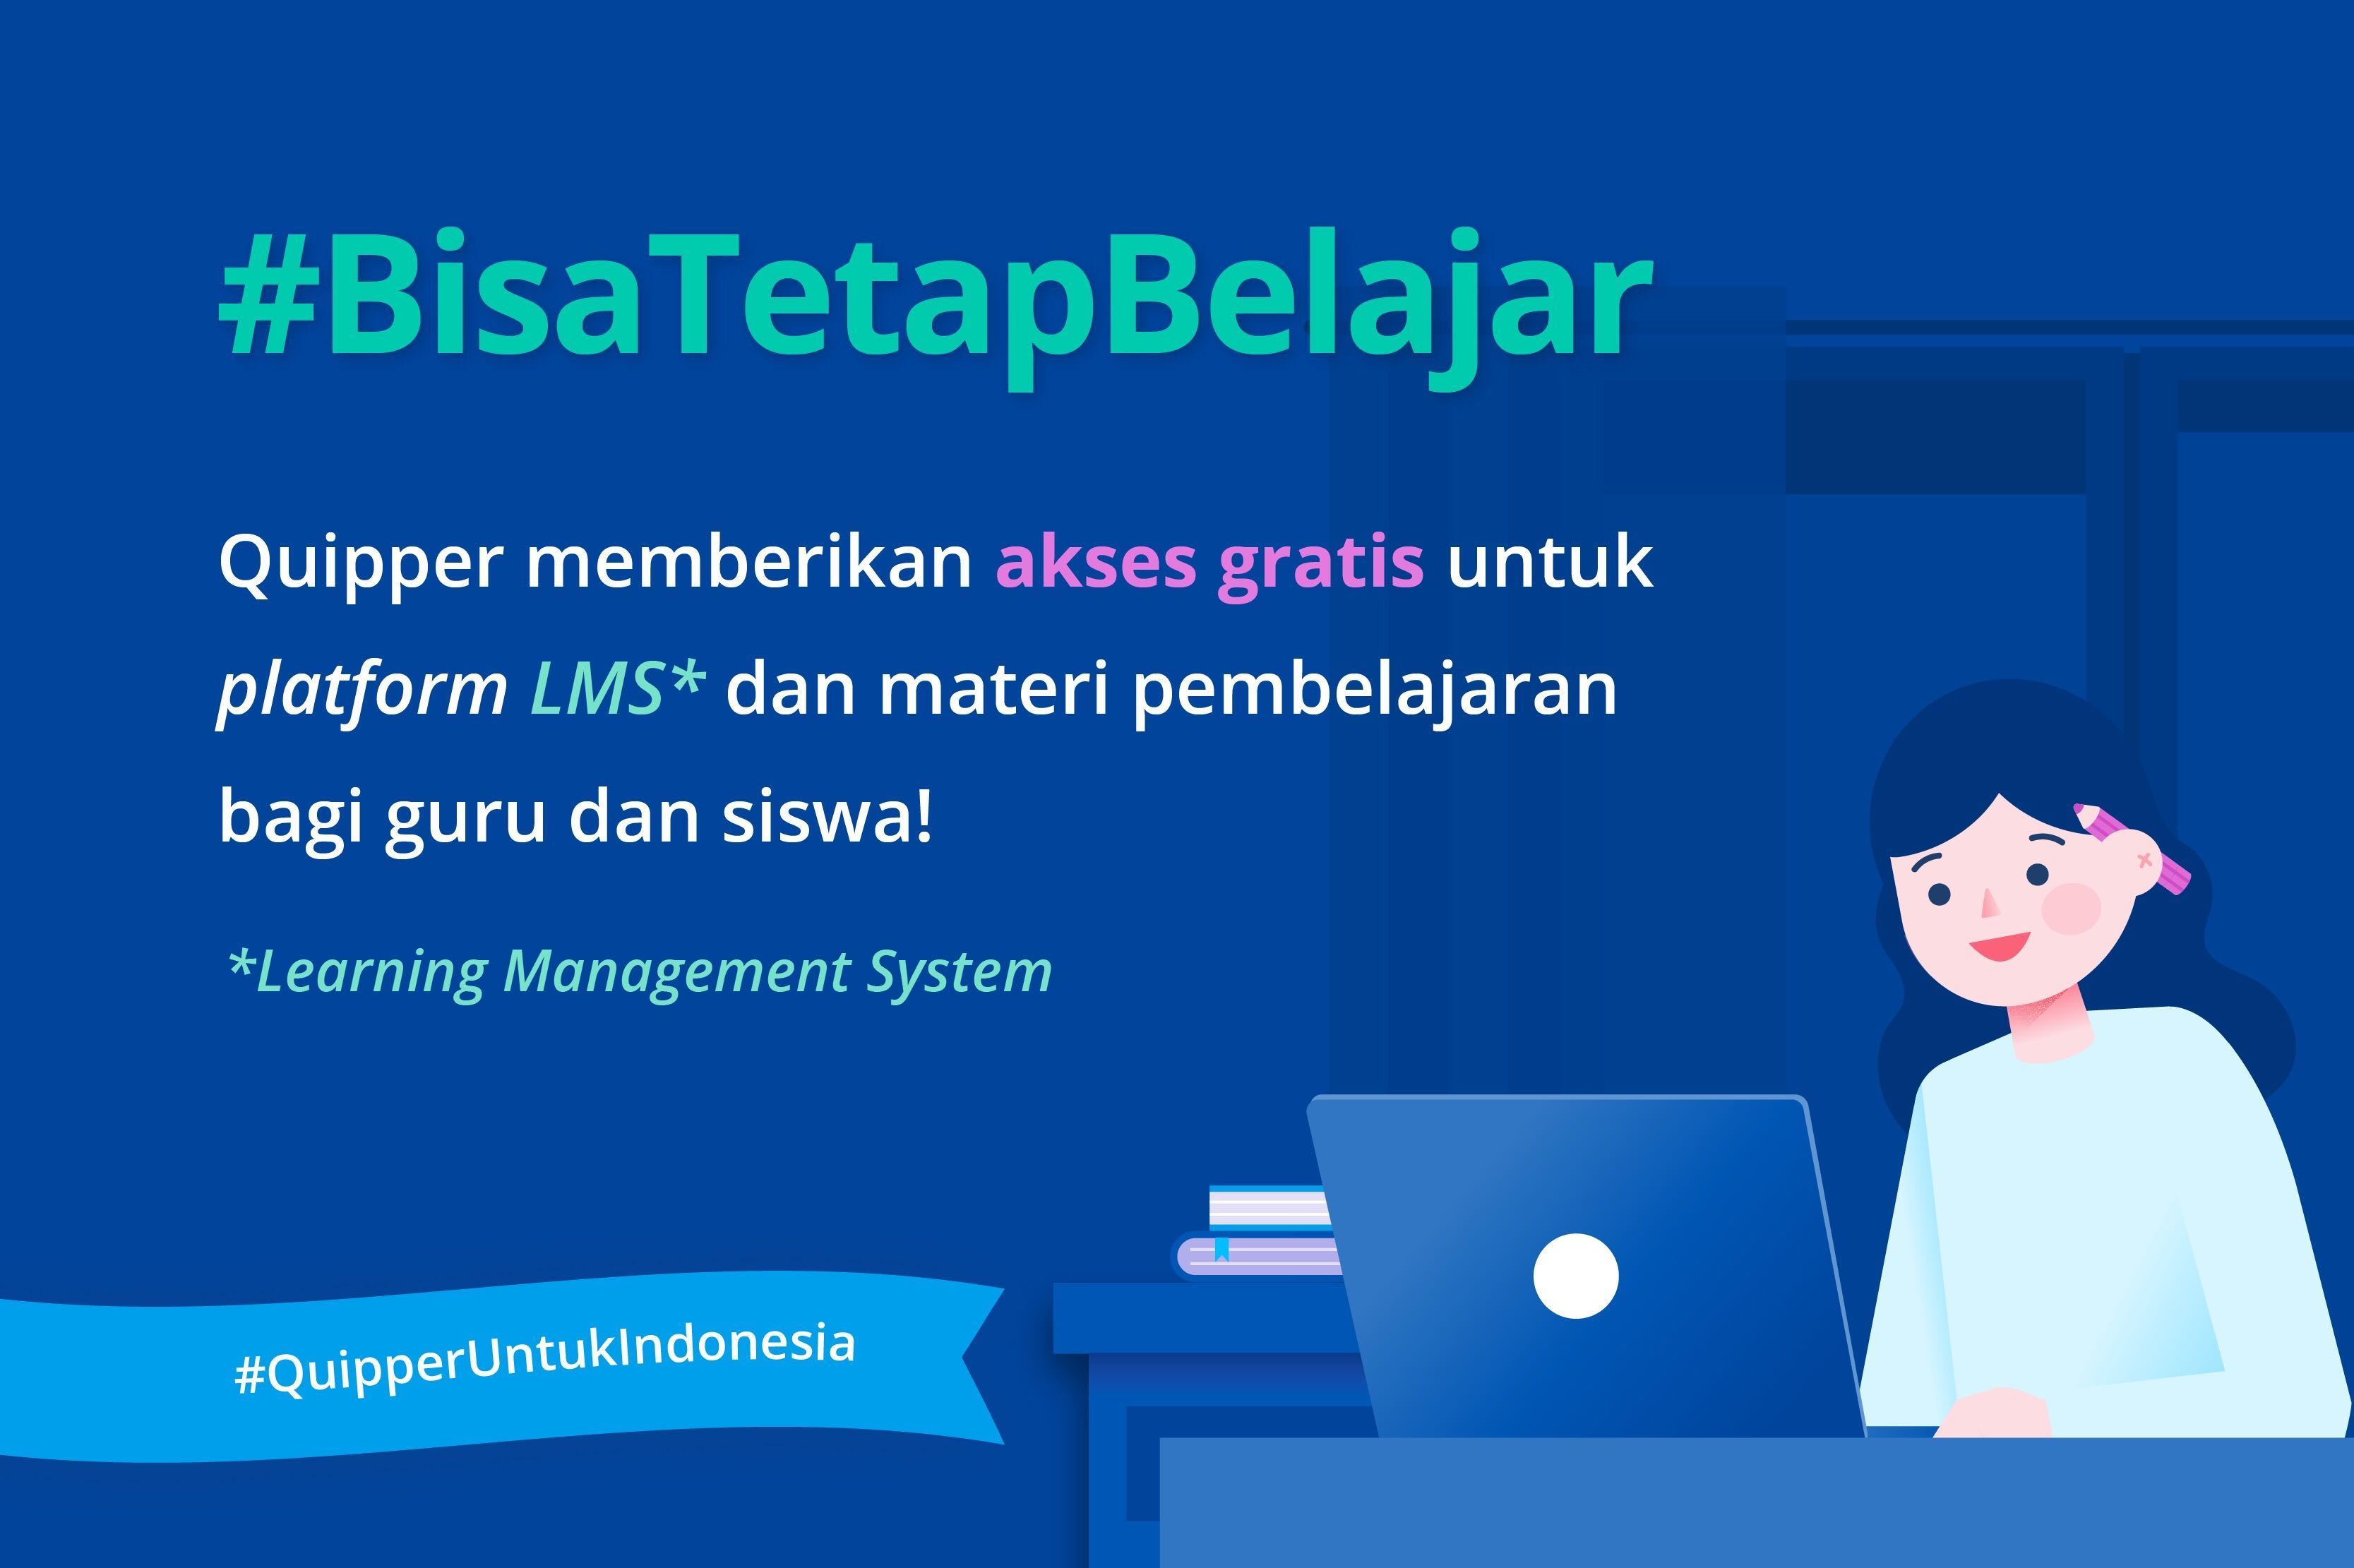 #BisaTetapBelajar
Quipper memberikan akses gratis untuk
platform LMS* dan materi pembelajaran
bagi guru dan siswa!
*Learning Management System
#QuipperUntukIndonesia